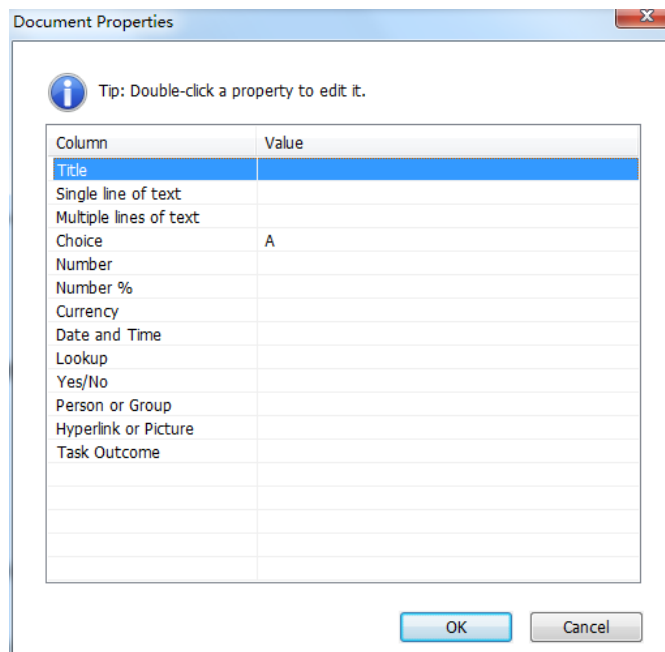 Document Properties
Tip: Double-click a property to edit it.
Column Value
Title
Single line of text
Multiple lines of text
Choice A
Number
Number %
Currency
Date and Time
Lookup
Yes/No
Person or Group
Hyperlink or Picture
Task Outcome
OK Cancel